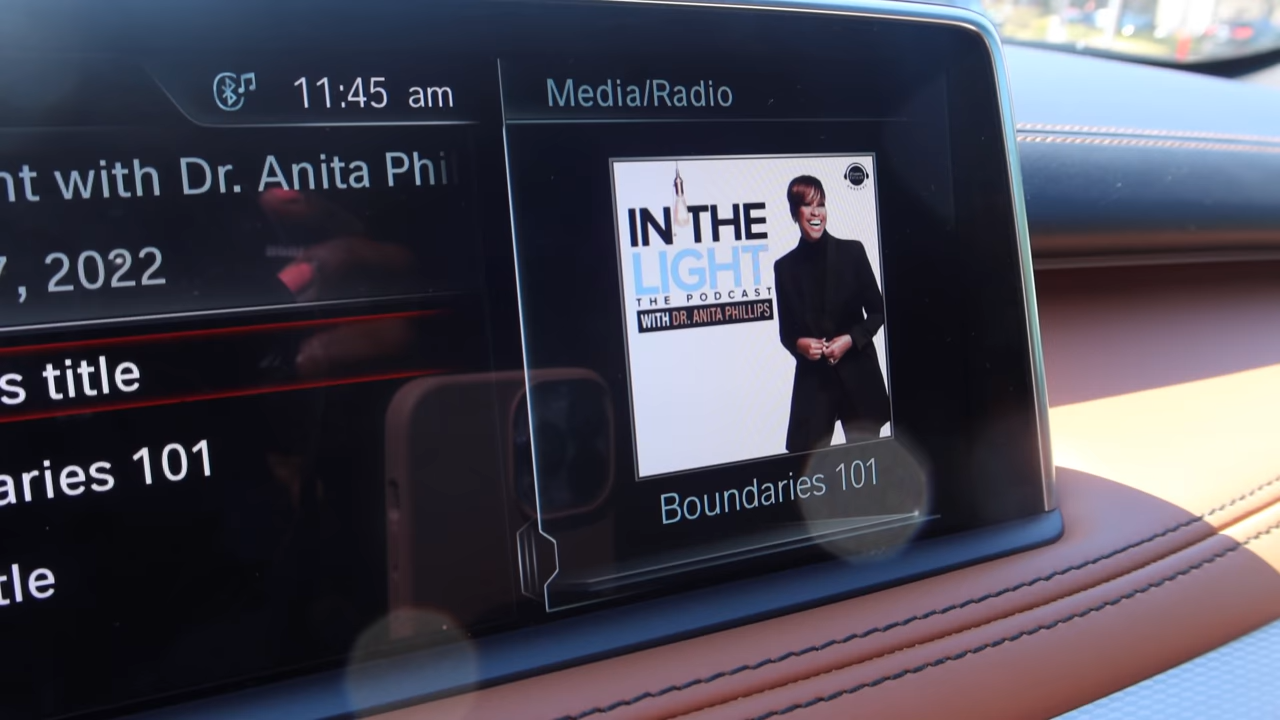 11:45 am
nt with Dr. Anita Phi
7, 2022
s title
aries 101
tle
Media/Radio
IN THE
LIGHT
THE PODCAST
WITH DR. ANITA PHILLIPS
Boundaries 101